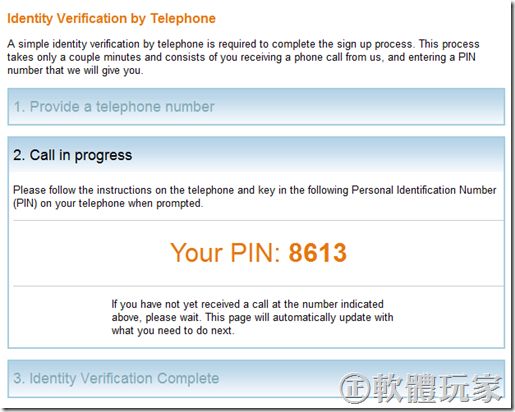 Identity Verification by Telephone
A simple identity verification by telephone is required to complete the sign up process. This process
takes only a couple minutes and consists of you receiving a phone call from us, and entering a PIN
number that we will give you.
1. Provide a telephone number
2. Call in progress
Please follow the instructions on the telephone and key in the following Personal Identification Number
(PIN) on your telephone when prompted.
Your PIN: 8613
If you have not yet received a call at the number indicated
above, please wait. This page will automatically update with
what you need to do next.
3. Identity Verification Complete
正軟體玩家